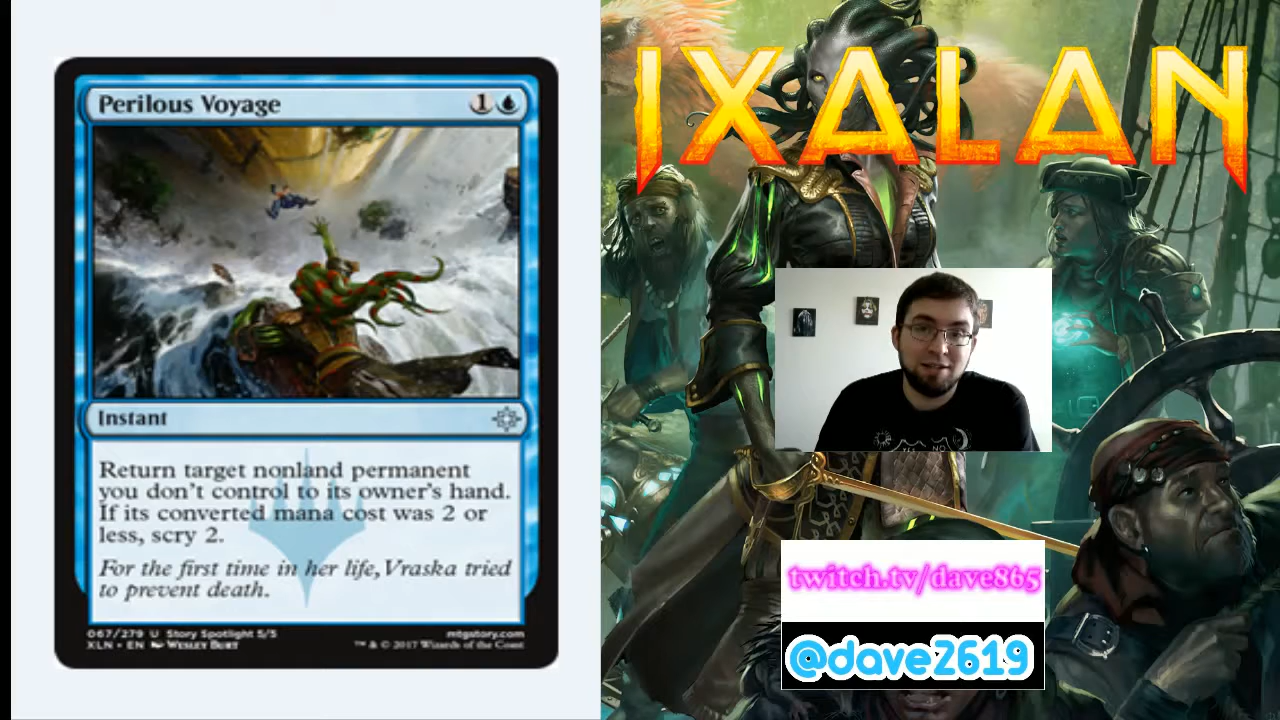 Perilous Voyage
1
Instant
Return target nonland permanent
you don't control to its owner's hand.
If its converted mana cost was 2 or
less, scry 2.
For the first time in her life, Vraska tried
to prevent death.
067/279 U Story Spotlight 5/5
mtgstory.com
XLN • EN Wesley Burt
™ & © 2017 Wizards of the Coast
IXALAN
twitch.tv/dave865
@dave2619